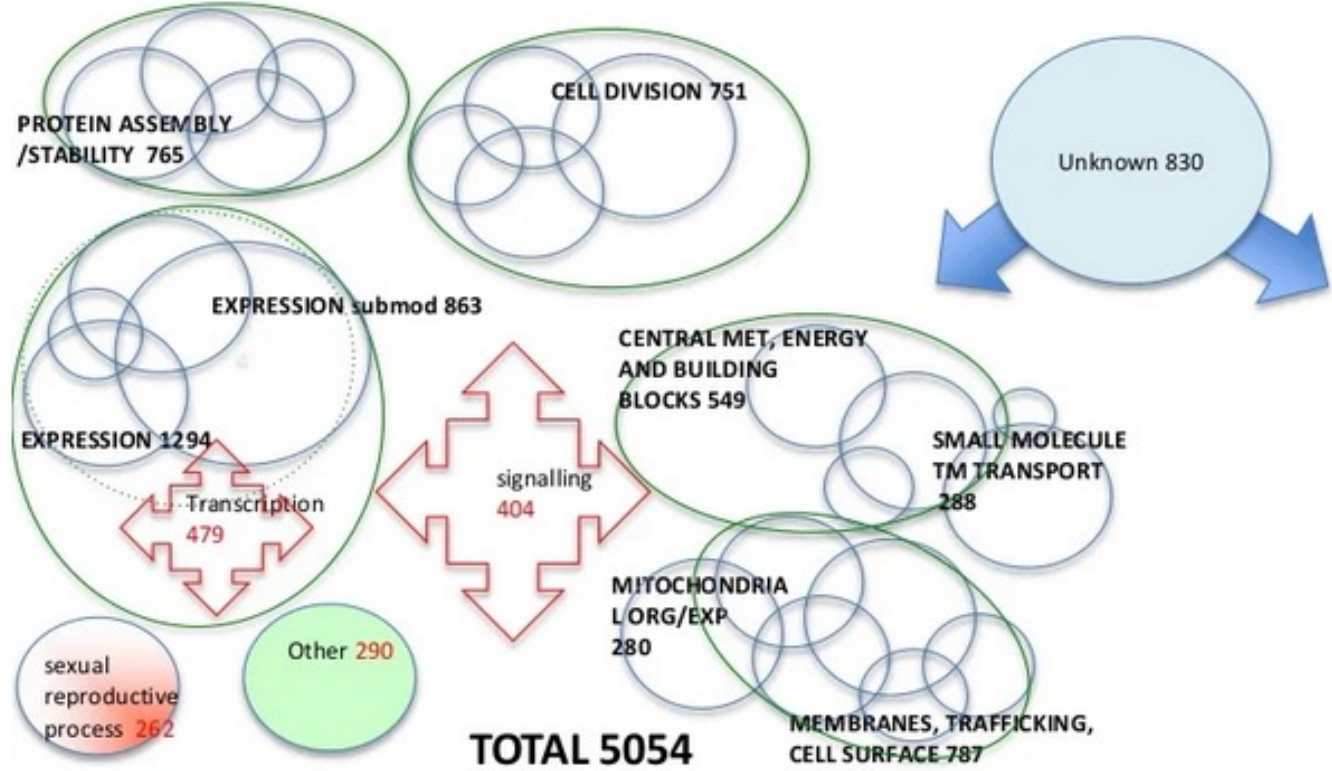 PROTEIN ASSEMBLY
/STABILITY 765
CELL DIVISION 751
Unknown 830
EXPRESSION submod 863
EXPRESSION 1294
Transcription
479
signalling
404
CENTRAL MET, ENERGY
AND BUILDING
BLOCKS 549
SMALL MOLECULE
TM TRANSPORT
288
MITOCHONDRIA
L ORG/EXP
280
MEMBRANES, TRAFFICKING,
CELL SURFACE 787
sexual
reproductive
process 262
Other 290
TOTAL 5054